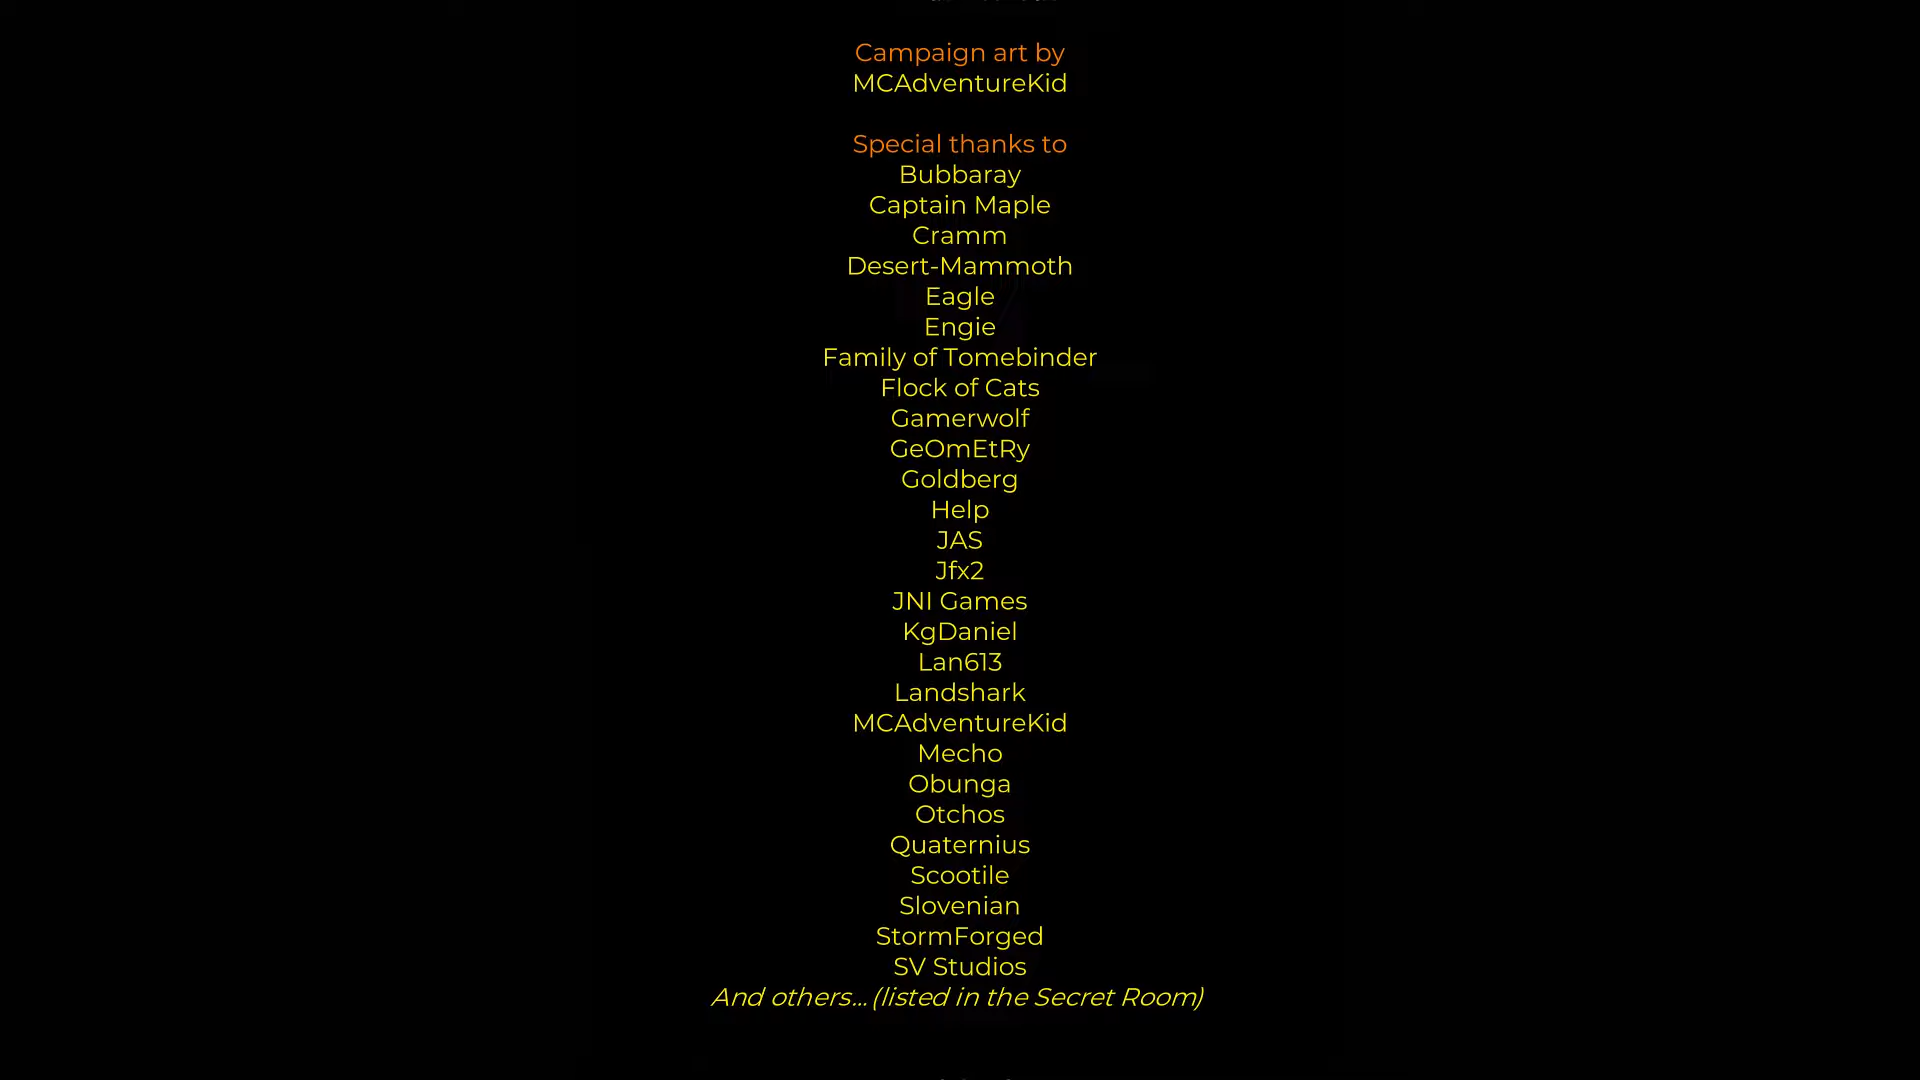 Campaign art by
MCAdventureKid
Special thanks to
Bubbaray
Captain Maple
Cramm
Desert-Mammoth
Eagle
Engie
Family of Tomebinder
Flock of Cats
Gamerwolf
GeOmEtRy
Goldberg
Help
JAS
Jfx2
JNI Games
KgDaniel
Lan613
Landshark
MCAdventureKid
Mecho
Obunga
Otchos
Quaternius
Scootile
Slovenian
StormForged
SV Studios
And others... (listed in the Secret Room)